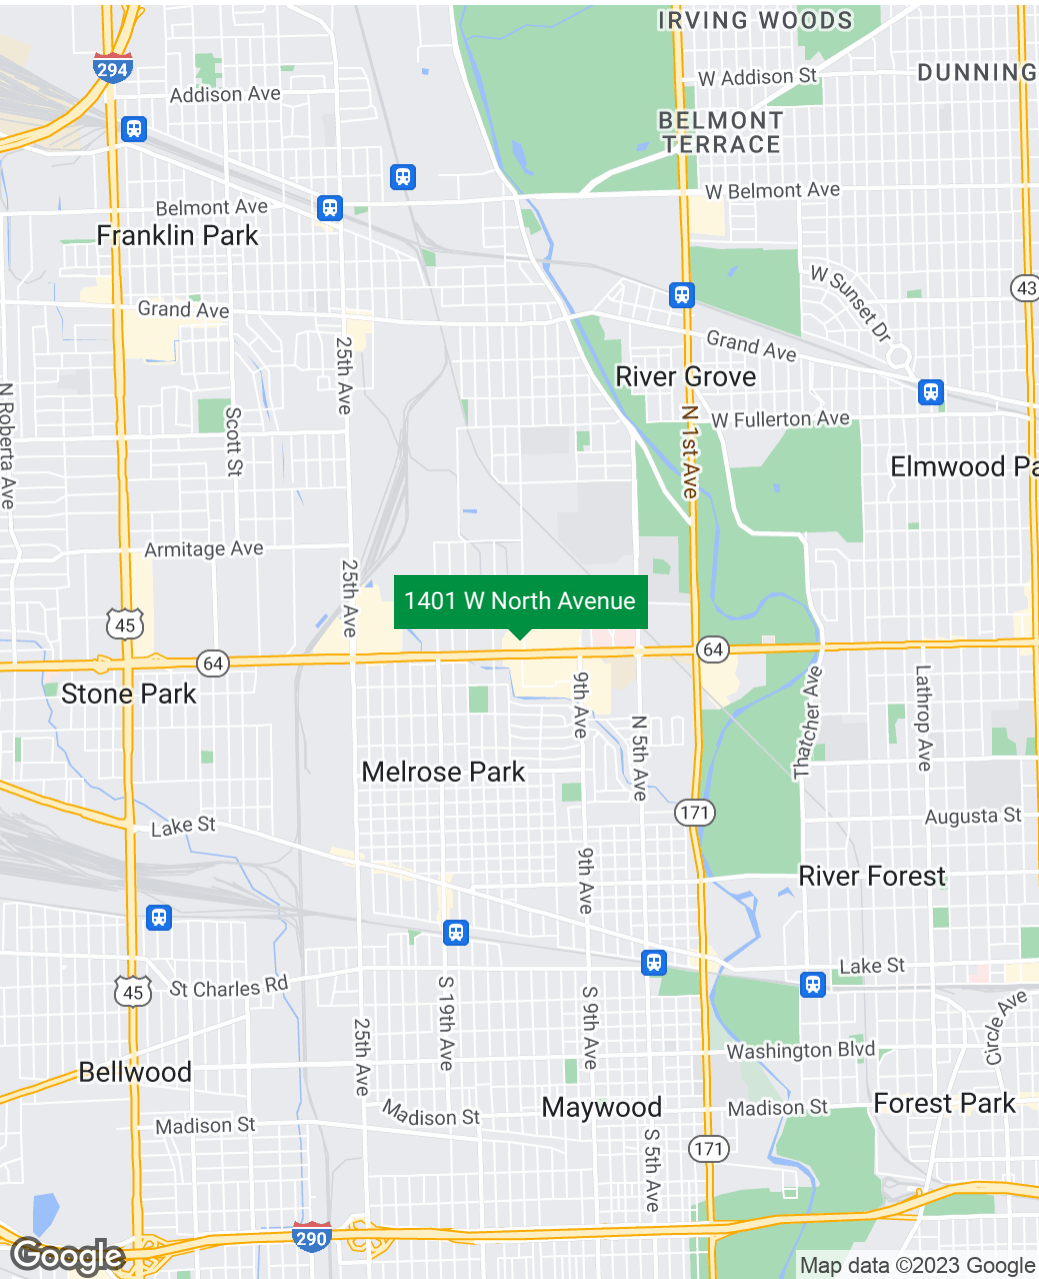 IRVING WOODS
294
W Addison St
DUNNING
Addison Ave
BELMONT
TERRACE
W Belmont Ave
Belmont Ave
Franklin Park
W Sunset Dr
43
Grand Ave
Grand Ave
25th Ave
River Grove
N Roberta Ave
Scott St
N 1st Ave
W Fullerton Ave
Elmwood Pa
Armitage Ave
25th Ave
1401 W North Avenue
45
64
64
Stone Park
9th Ave
Thatcher Ave
Lathrop Ave
N 5th Ave
Melrose Park
171
Augusta St
Lake St
9th Ave
River Forest
Lake St
45
St Charles Rd
S 19th Ave
S 9th Ave
Circle Ave
25th Ave
Washington Blvd
Bellwood
Maywood
Forest Park
Madison St
Madison St
Madison St
S 5th Ave
171
290
Google
Map data ©2023 Google